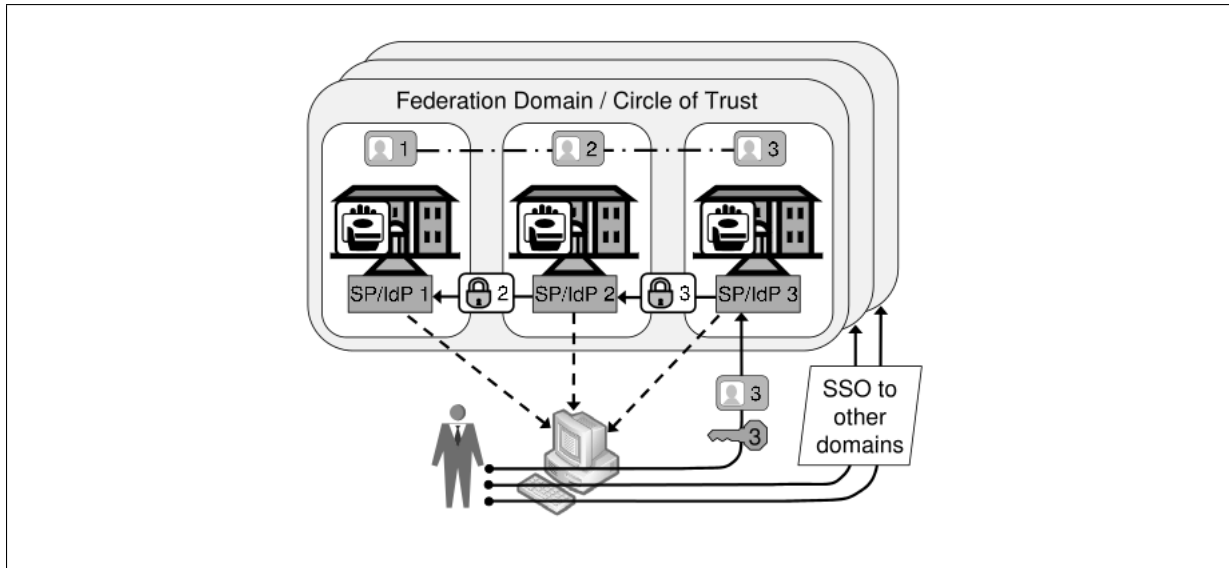 Federation Domain / Circle of Trust
1
2
3
SP/IdP 1
2
SP/IdP 2
3
SP/IdP 3
3
3
SSO to
other
domains